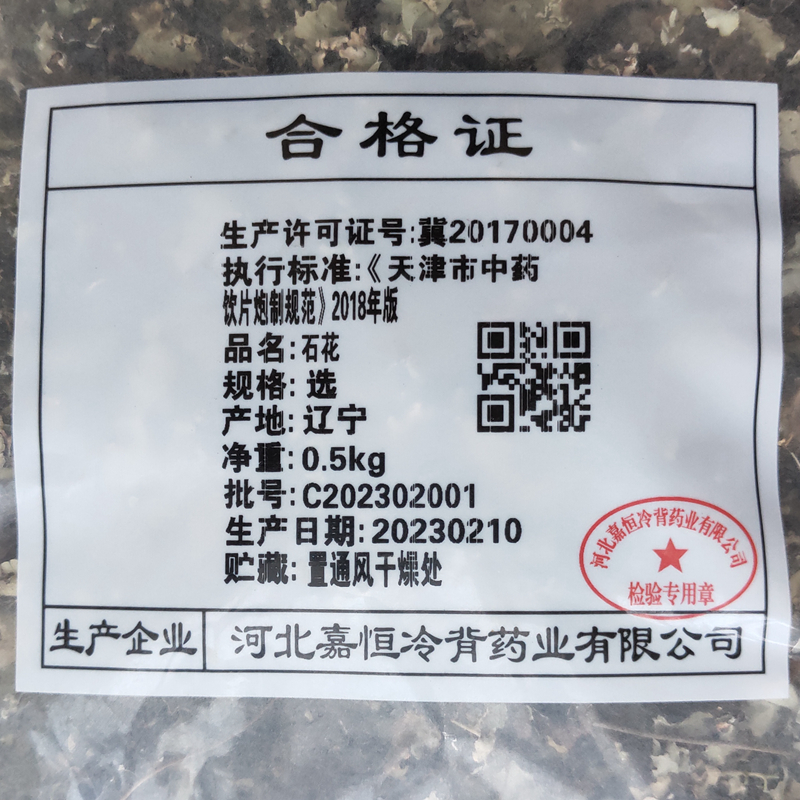 合格证
生产许可证号:冀20170004
执行标准:《天津市中药
饮片炮制规范》2018年版
品名:石花
规格:选
产地:辽宁
净重:0.5kg
批号:C202302001
生产日期:20230210
贮藏:置通风干燥处
河北嘉恒冷背药业有限公司
检验专用章
生产企业 河北嘉恒冷背药业有限公司